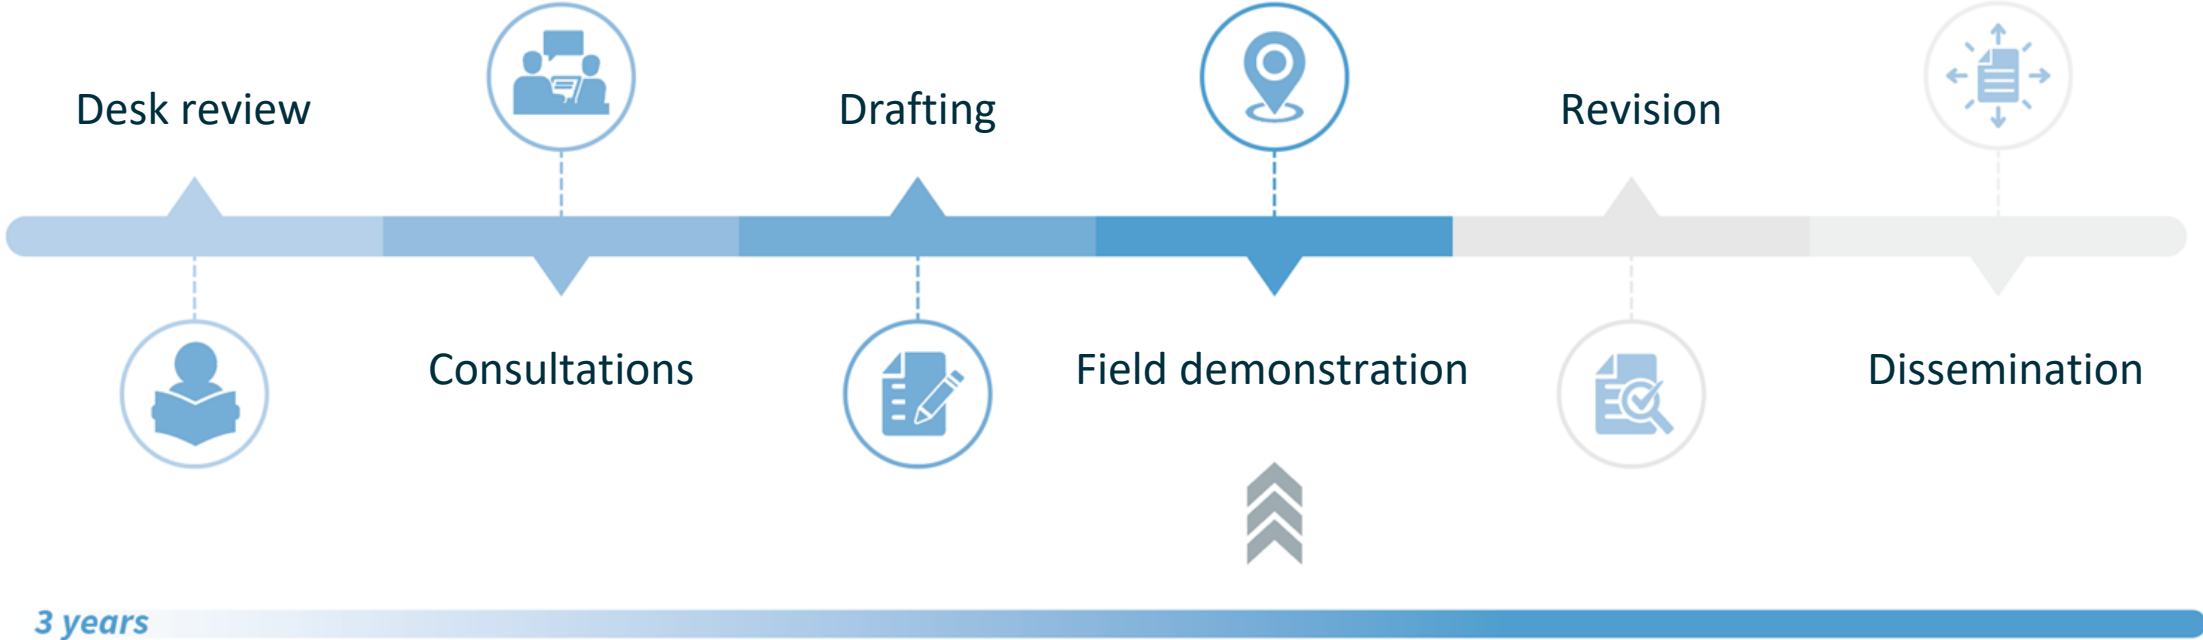 Desk review
Drafting
Revision
Consultations
Field demonstration
Dissemination
3 years